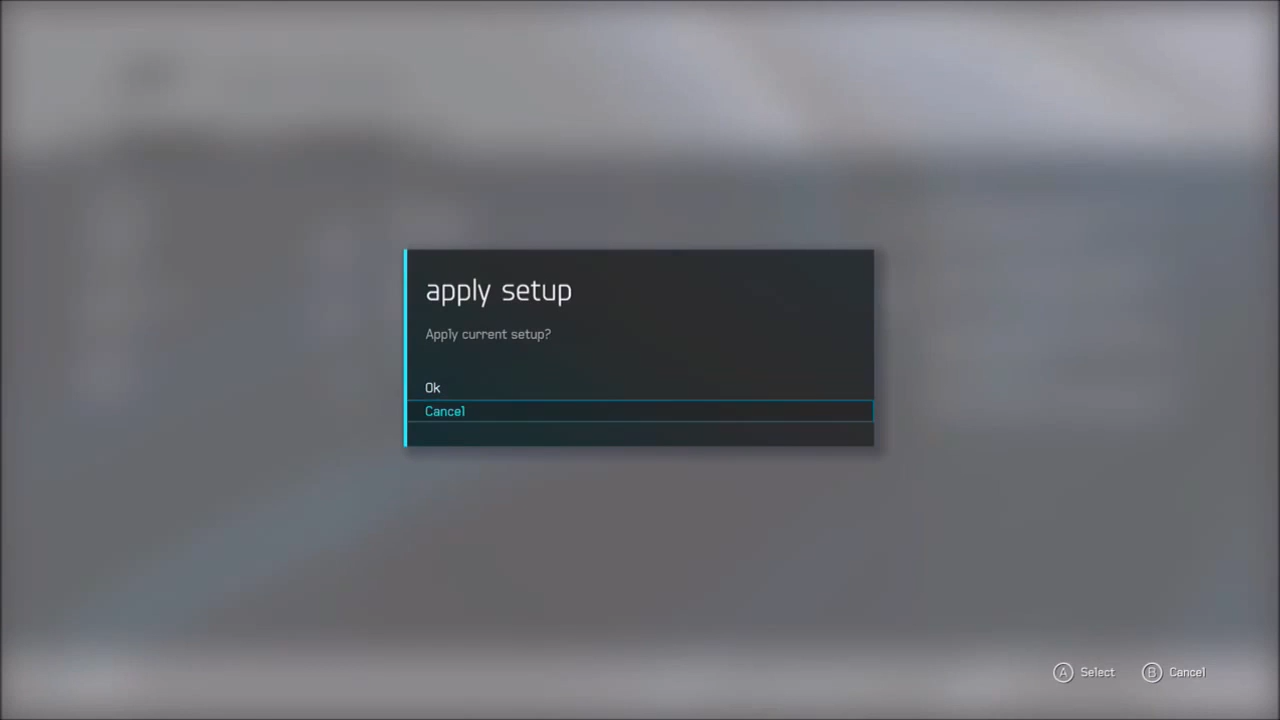 apply setup
Apply current setup?
Ok
Cancel
A Select B Cancel